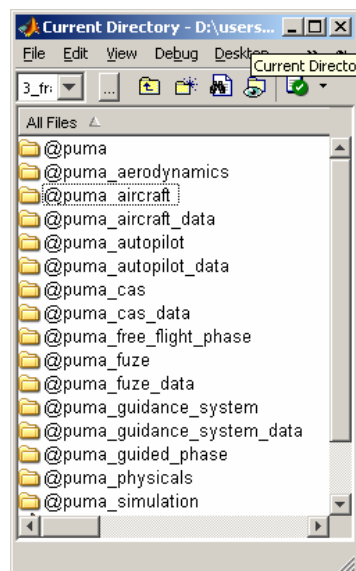 Current Directory - D:\users...
File Edit View Debug Desktop »
Current Directo
3_fr: ...
All Files
@puma
@puma_aerodynamics
@puma_aircraft
@puma_aircraft_data
@puma_autopilot
@puma_autopilot_data
@puma_cas
@puma_cas_data
@puma_free_flight_phase
@puma_fuze
@puma_fuze_data
@puma_guidance_system
@puma_guidance_system_data
@puma_guided_phase
@puma_physicals
@puma_simulation